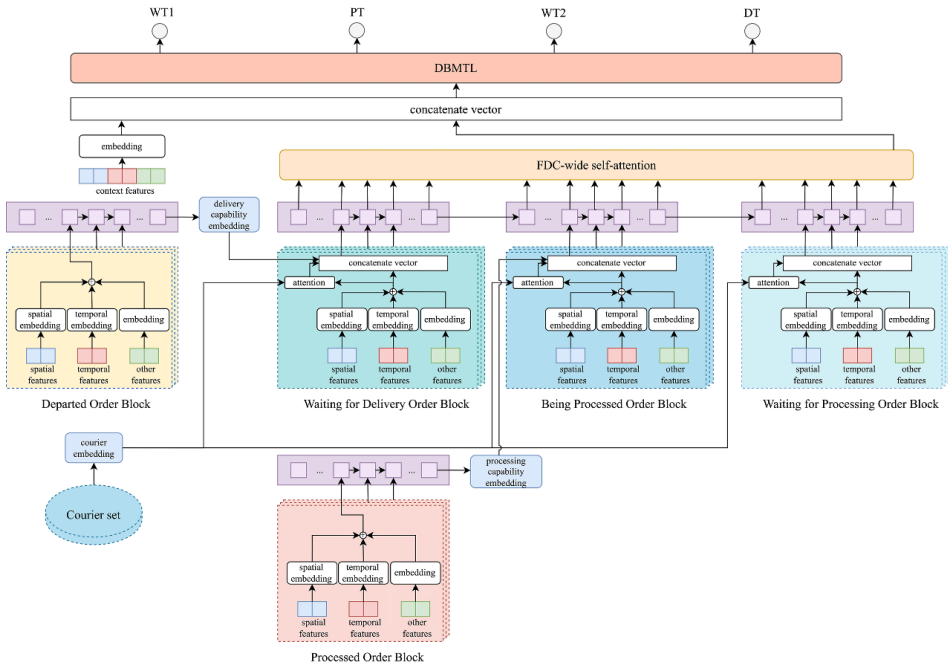 WT1
PT
WT2
DT
DBMTL
concatenate vector
embedding
context features
FDC-wide self-attention
... ...
delivery
capability
embedding
... ...
... ...
... ...
concatenate vector
attention
concatenate vector
attention
concatenate vector
attention
spatial
embedding
temporal
embedding
embedding
spatial
embedding
temporal
embedding
embedding
spatial
embedding
temporal
embedding
embedding
spatial
embedding
temporal
embedding
embedding
spatial
features
temporal
features
other
features
spatial
features
temporal
features
other
features
spatial
features
temporal
features
other
features
spatial
features
temporal
features
other
features
Departed Order Block
Waiting for Delivery Order Block
Being Processed Order Block
Waiting for Processing Order Block
courier
embedding
Courier set
... ...
processing
capability
embedding
spatial
embedding
temporal
embedding
embedding
spatial
features
temporal
features
other
features
Processed Order Block